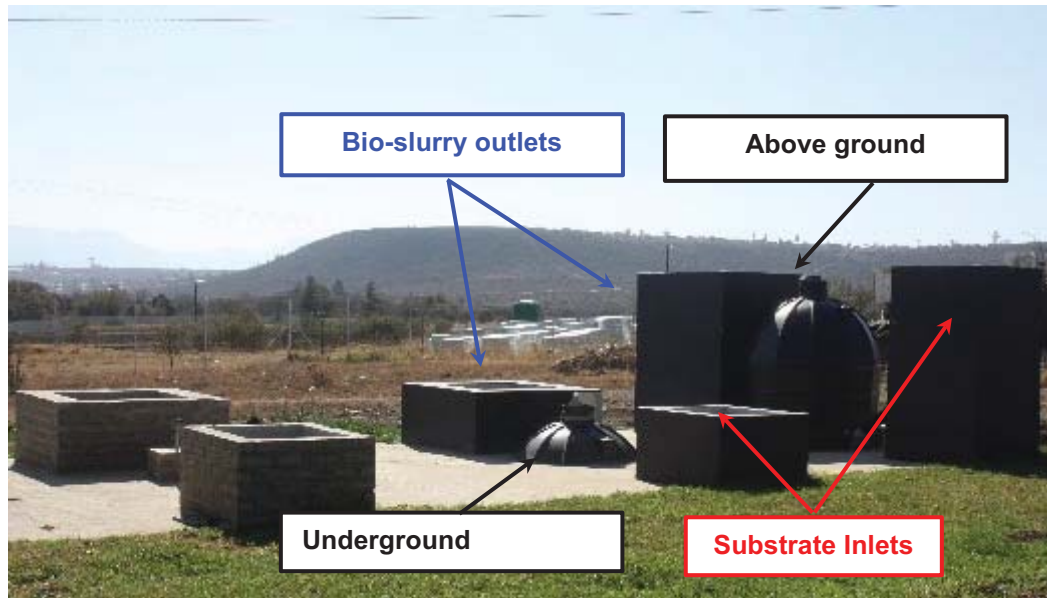 Bio-slurry outlets
Above ground
Underground
Substrate Inlets